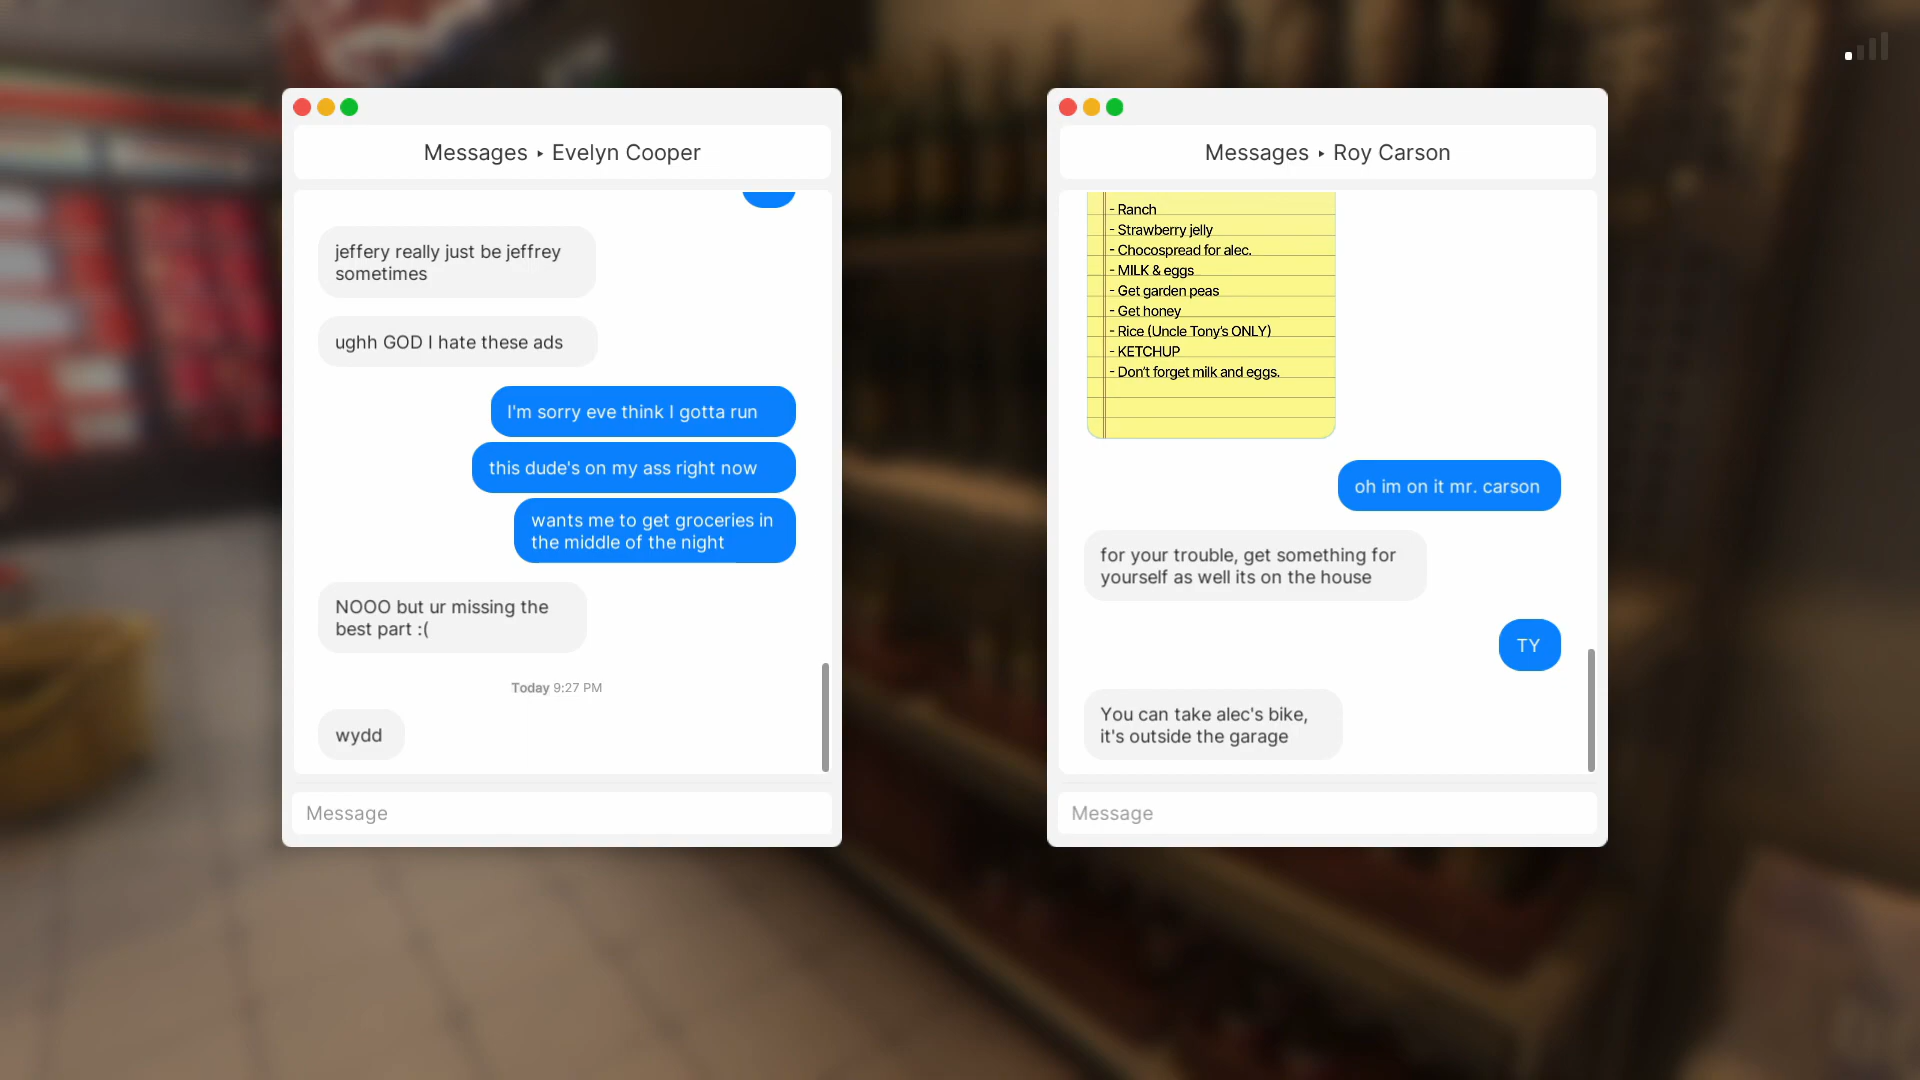 Messages ‣ Evelyn Cooper
jeffery really just be jeffrey
sometimes
ughh GOD I hate these ads
I'm sorry eve think I gotta run
this dude's on my ass right now
wants me to get groceries in
the middle of the night
NOOO but ur missing the
best part :(
Today 9:27 PM
wydd
Message
Messages ‣ Roy Carson
- Ranch
- Strawberry jelly
- Chocospread for alec.
- MILK & eggs
- Get garden peas
- Get honey
- Rice (Uncle Tony's ONLY)
- KETCHUP
- Don't forget milk and eggs.
oh im on it mr. carson
for your trouble, get something for
yourself as well its on the house
TY
You can take alec's bike,
it's outside the garage
Message